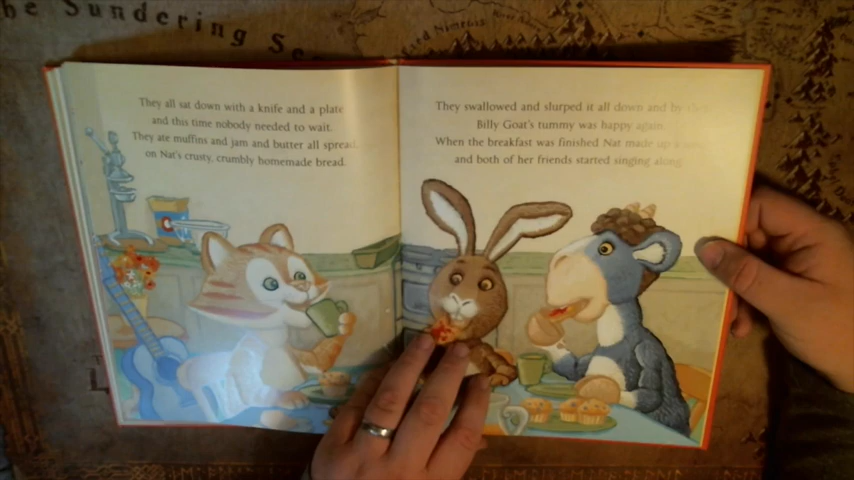 he Sundering Se
ard Nimrois
They all sat down with a knife and a plate
and this time nobody needed to wait.
They ate muffins and jam and butter all spread,
on Nat's crusty, crumbly homemade bread.
They swallowed and slurped it all down and by
Billy Goat's tummy was happy again.
When the breakfast was finished Nat made up
and both of her friends started singing along